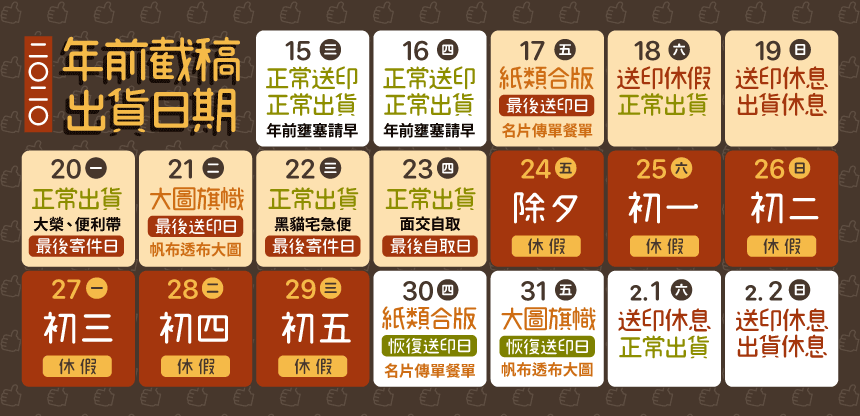 二〇二〇
年前截稿
出貨日期
15 三
正常送印
正常出貨
年前壅塞請早
16 四
正常送印
正常出貨
年前壅塞請早
17 五
紙類合版
最後送印日
名片傳單餐單
18 六
送印休假
正常出貨
19 日
送印休息
出貨休息
20 一
正常出貨
大榮、便利帶
最後寄件日
21 二
大圖旗幟
最後送印日
帆布透布大圖
22 三
正常出貨
黑貓宅急便
最後寄件日
23 四
正常出貨
面交自取
最後自取日
24 五
除夕
休假
25 六
初一
休假
26 日
初二
休假
27 一
初三
休假
28 二
初四
休假
29 三
初五
休假
30 四
紙類合版
恢復送印日
名片傳單餐單
31 五
大圖旗幟
恢復送印日
帆布透布大圖
2.1 六
送印休息
正常出貨
2.2 日
送印休息
出貨休息